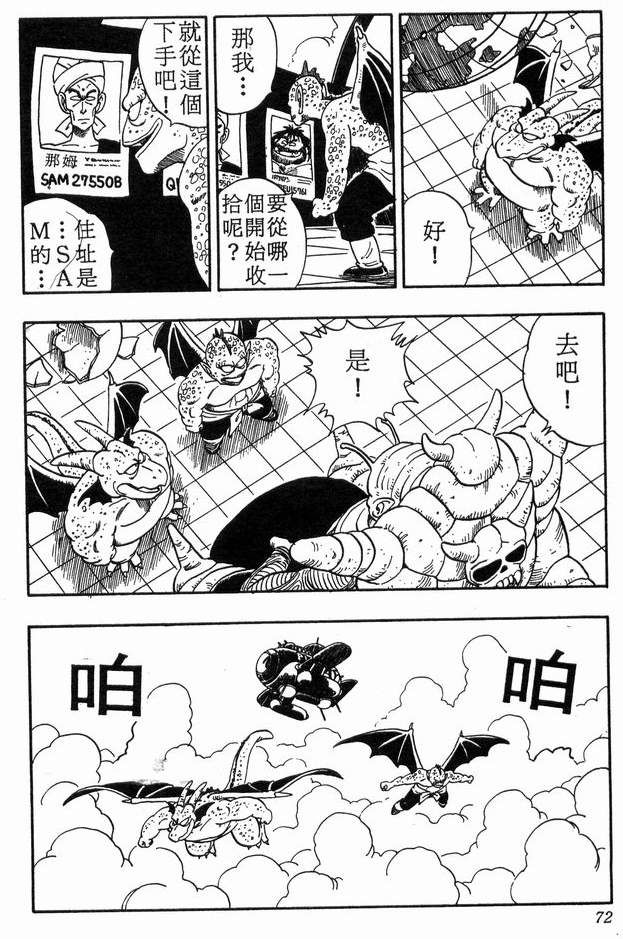 好！
那我…
要從哪一
個開始收
拾呢？
就從這個
下手吧！
那姆
SAM 27550B
住址是
…SA
M的…
去吧！
是！
咱
咱
72